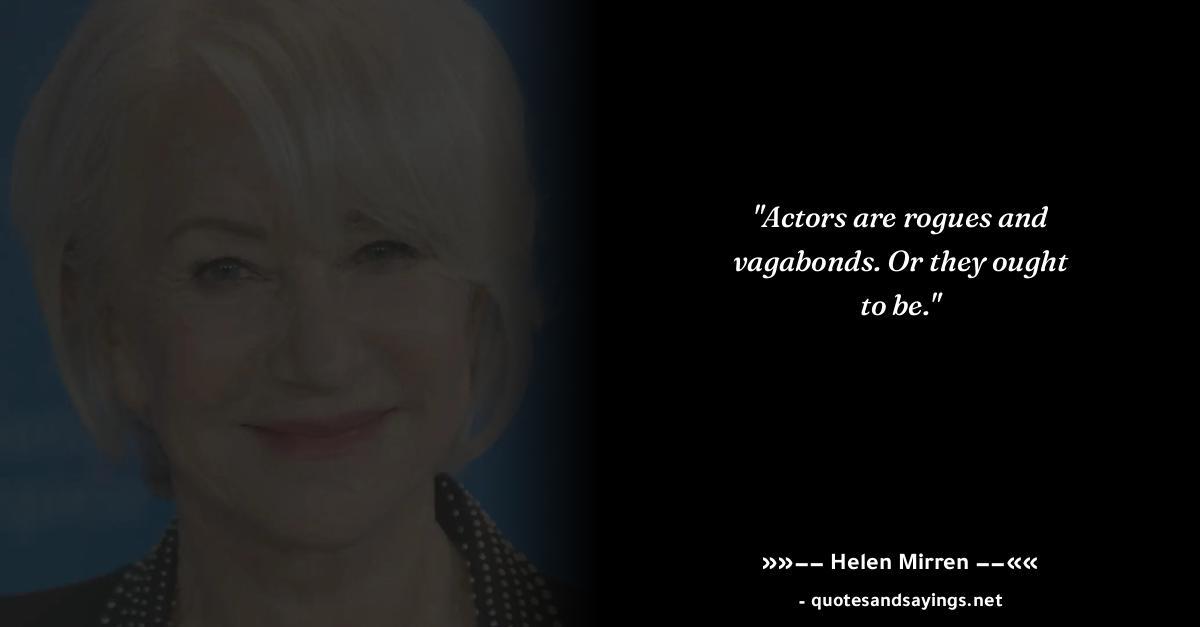 "Actors are rogues and
vagabonds. Or they ought
to be."
»»−− Helen Mirren −−««
- quotesandsayings.net